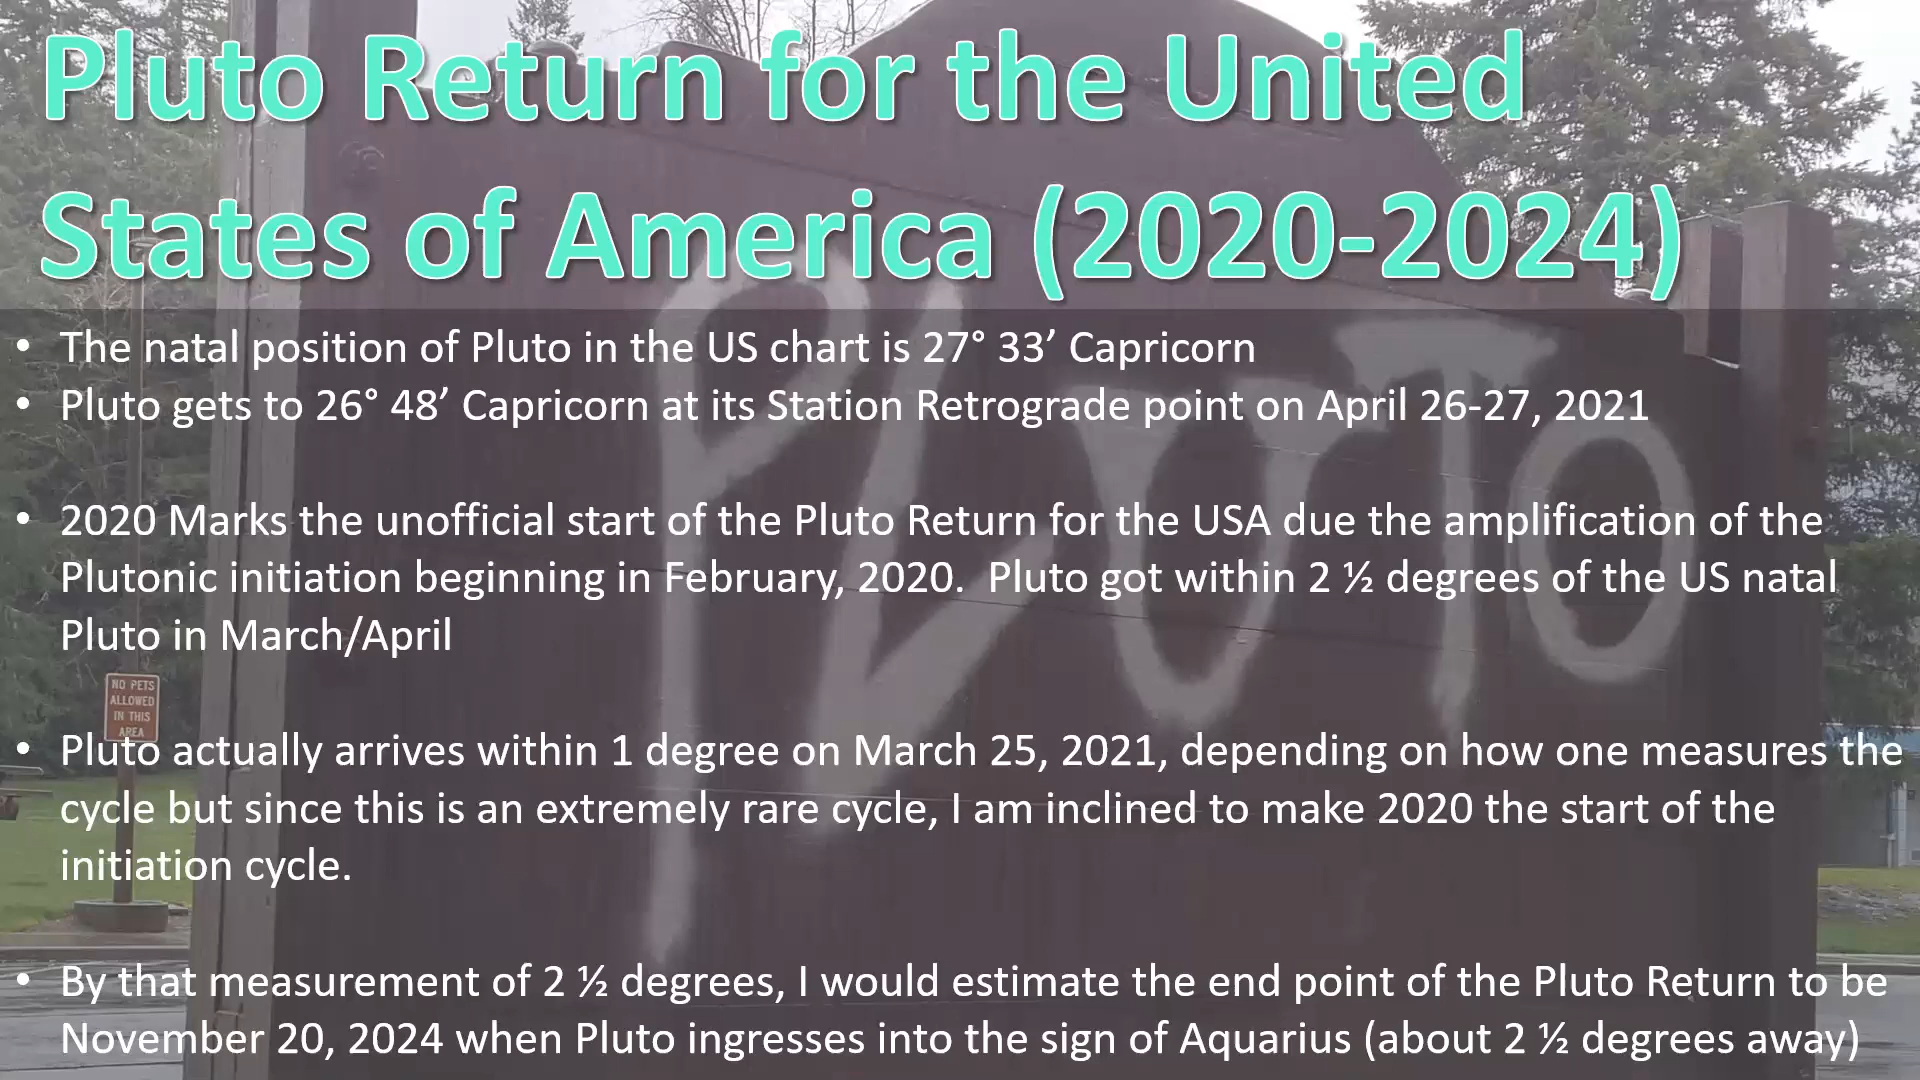 Pluto Return for the United
States of America (2020-2024)
• The natal position of Pluto in the US chart is 27° 33’ Capricorn
• Pluto gets to 26° 48’ Capricorn at its Station Retrograde point on April 26-27, 2021
• 2020 Marks the unofficial start of the Pluto Return for the USA due the amplification of the
Plutonic initiation beginning in February, 2020.  Pluto got within 2 ½ degrees of the US natal
Pluto in March/April
• Pluto actually arrives within 1 degree on March 25, 2021, depending on how one measures the
cycle but since this is an extremely rare cycle, I am inclined to make 2020 the start of the
initiation cycle.
• By that measurement of 2 ½ degrees, I would estimate the end point of the Pluto Return to be
November 20, 2024 when Pluto ingresses into the sign of Aquarius (about 2 ½ degrees away)
PLUTO
NO PETS
ALLOWED
IN THIS
AREA